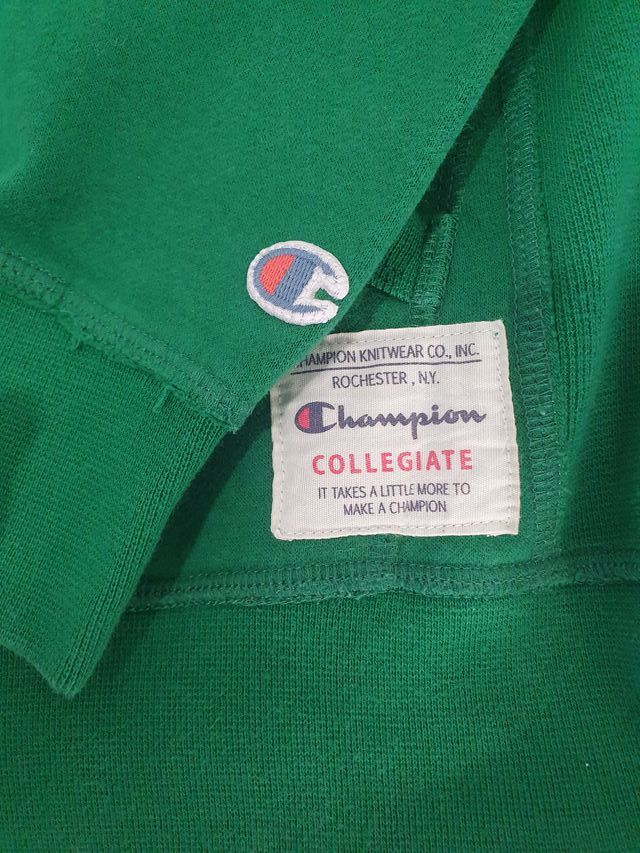 HAMPION KNITWEAR CO., INC.
ROCHESTER, N.Y.
Champion
COLLEGIATE
IT TAKES A LITTLE MORE TO
MAKE A CHAMPION